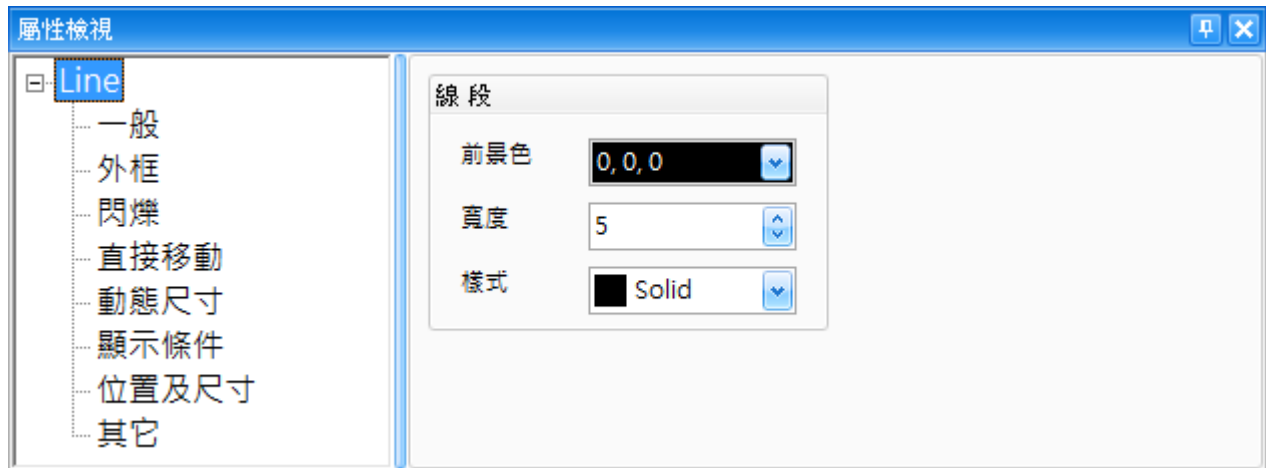 屬性檢視
Line
一般
外框
閃爍
直接移動
動態尺寸
顯示條件
位置及尺寸
其它
線段
前景色
0, 0, 0
寬度
5
樣式
Solid